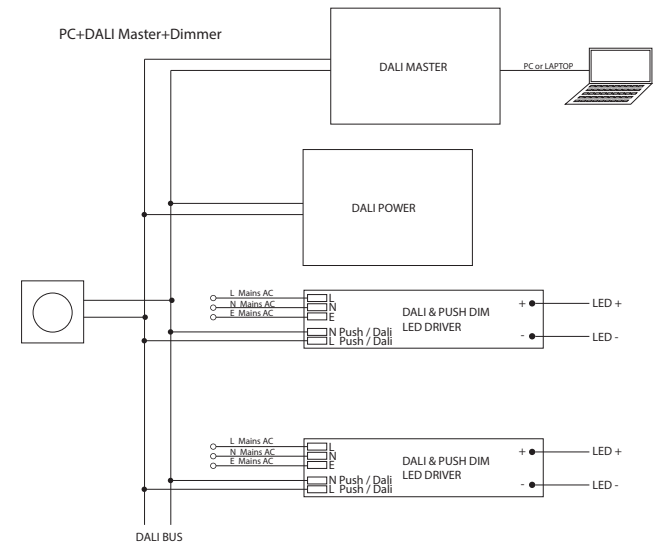 PC+DALI Master+Dimmer
DALI MASTER
PC or LAPTOP
DALI POWER
L Mains AC
N Mains AC
E Mains AC
L
N
E
N Push / Dali
L Push / Dali
DALI & PUSH DIM
LED DRIVER
+
-
LED +
LED -
L Mains AC
N Mains AC
E Mains AC
L
N
E
N Push / Dali
L Push / Dali
DALI & PUSH DIM
LED DRIVER
+
-
LED +
LED -
DALI BUS